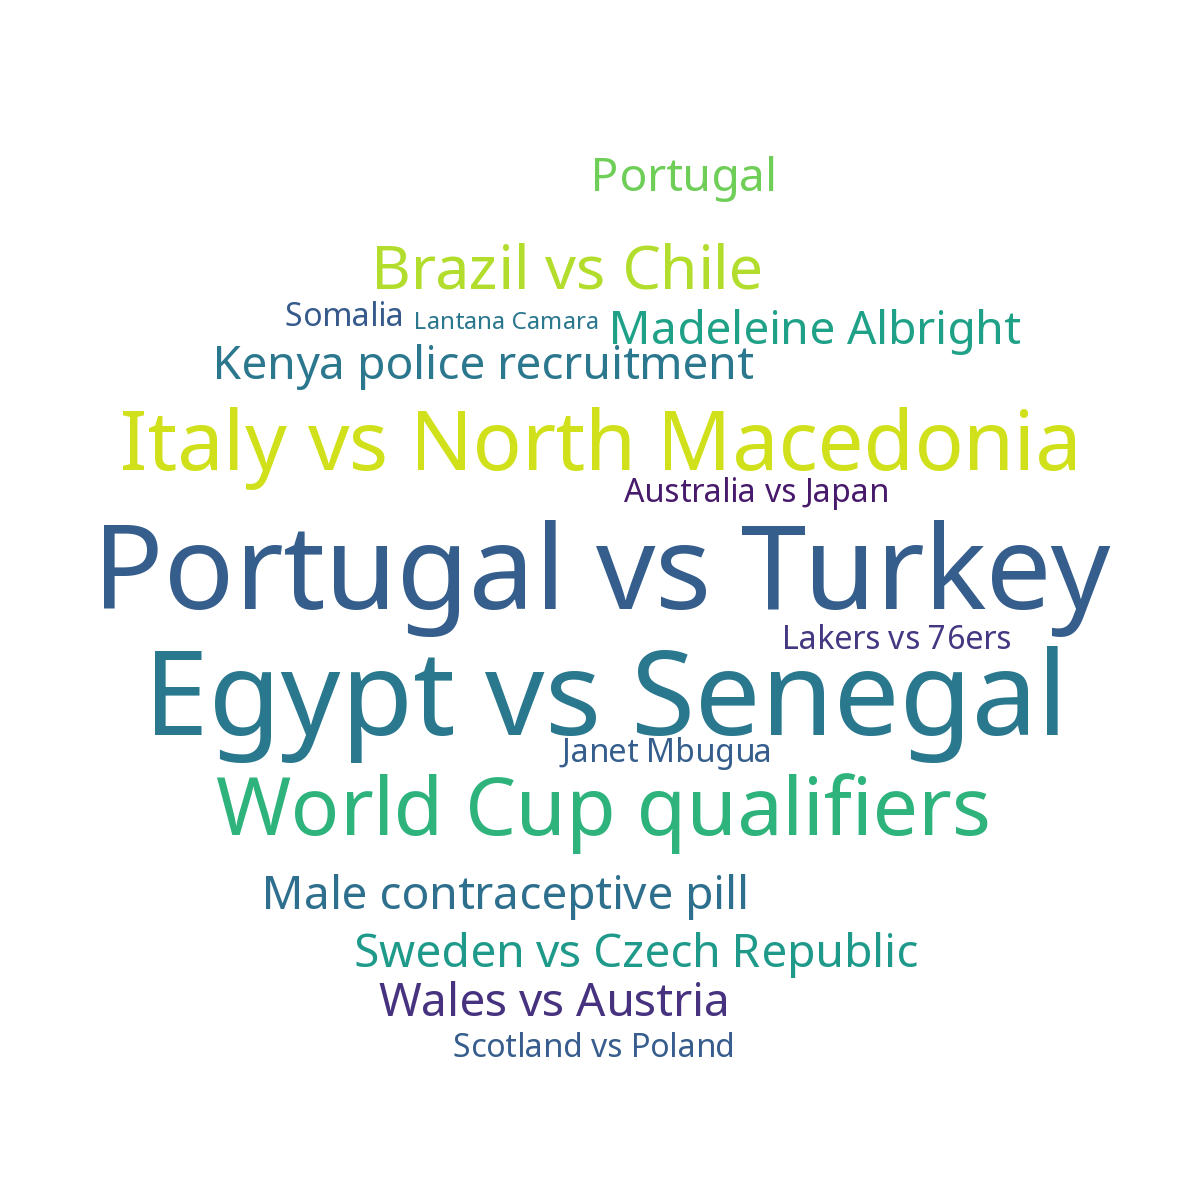 Portugal
Brazil vs Chile
Somalia
Lantana Camara
Madeleine Albright
Kenya police recruitment
Italy vs North Macedonia
Australia vs Japan
Portugal vs Turkey
Lakers vs 76ers
Egypt vs Senegal
Janet Mbugua
World Cup qualifiers
Male contraceptive pill
Sweden vs Czech Republic
Wales vs Austria
Scotland vs Poland